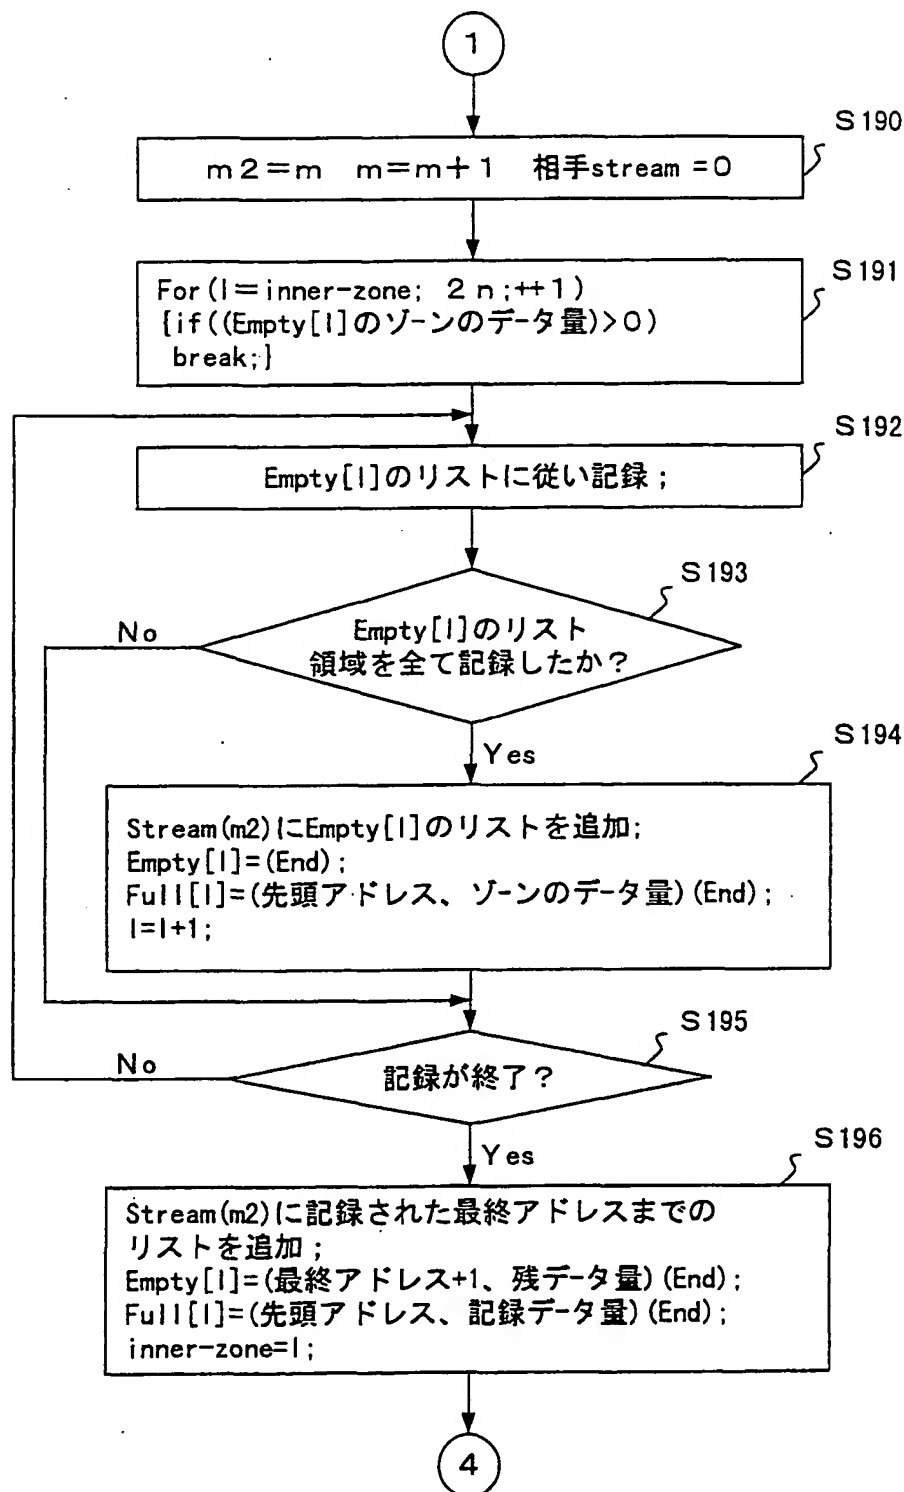 1
S190
m2=m m=m+1 相手stream =0
S191
For(l=inner-zone; 2n;++1)
{if((Empty[l]のゾーンのデータ量)>0)
break;}
S192
Empty[l]のリストに従い記録;
S193
Empty[l]のリスト
領域を全て記録したか?
No
Yes
S194
Stream(m2)にEmpty[l]のリストを追加;
Empty[l]=(End);
Full[l]=(先頭アドレス、ゾーンのデータ量)(End);
l=l+1;
S195
記録が終了?
No
Yes
S196
Stream(m2)に記録された最終アドレスまでの
リストを追加;
Empty[l]=(最終アドレス+1、残データ量)(End);
Full[l]=(先頭アドレス、記録データ量)(End);
inner-zone=l;
4